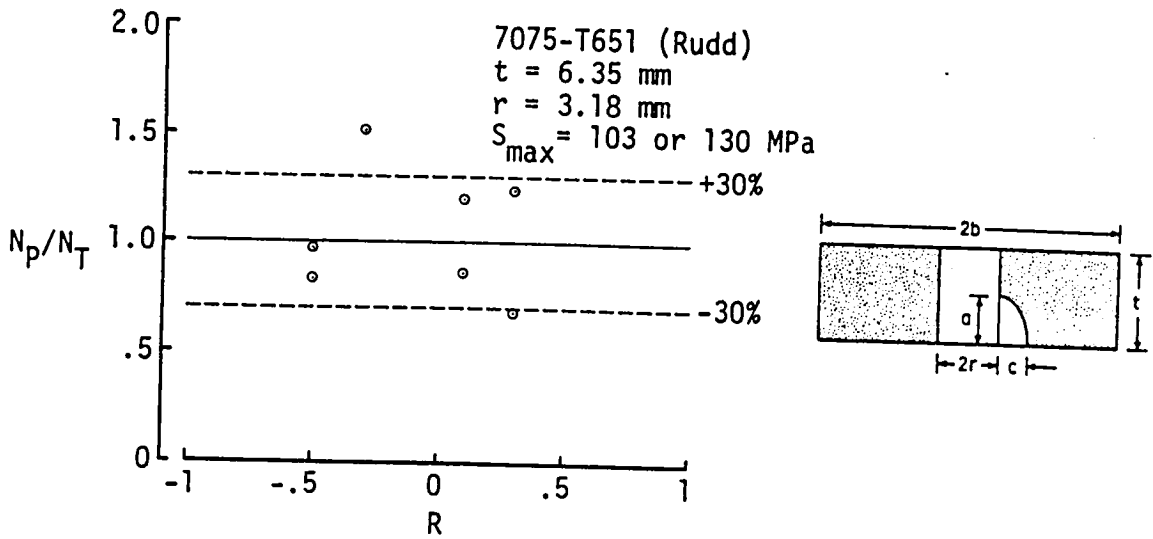 2.0
1.5
1.0
.5
0
N_P/N_T
-1
-.5
0
.5
1
R
7075-T651 (Rudd)
t = 6.35 mm
r = 3.18 mm
S_max = 103 or 130 MPa
+30%
-30%
2b
a
t
2r
c